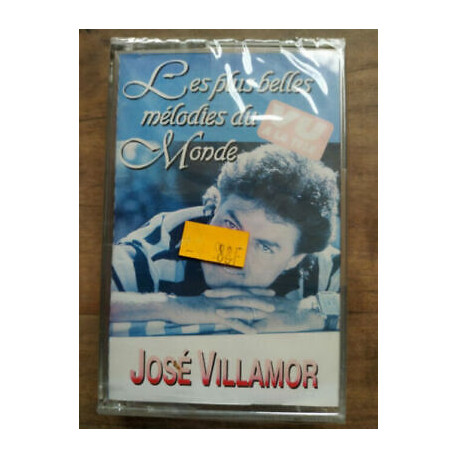 Les plus belles
mélodies du
Monde
JOSÉ VILLAMOR